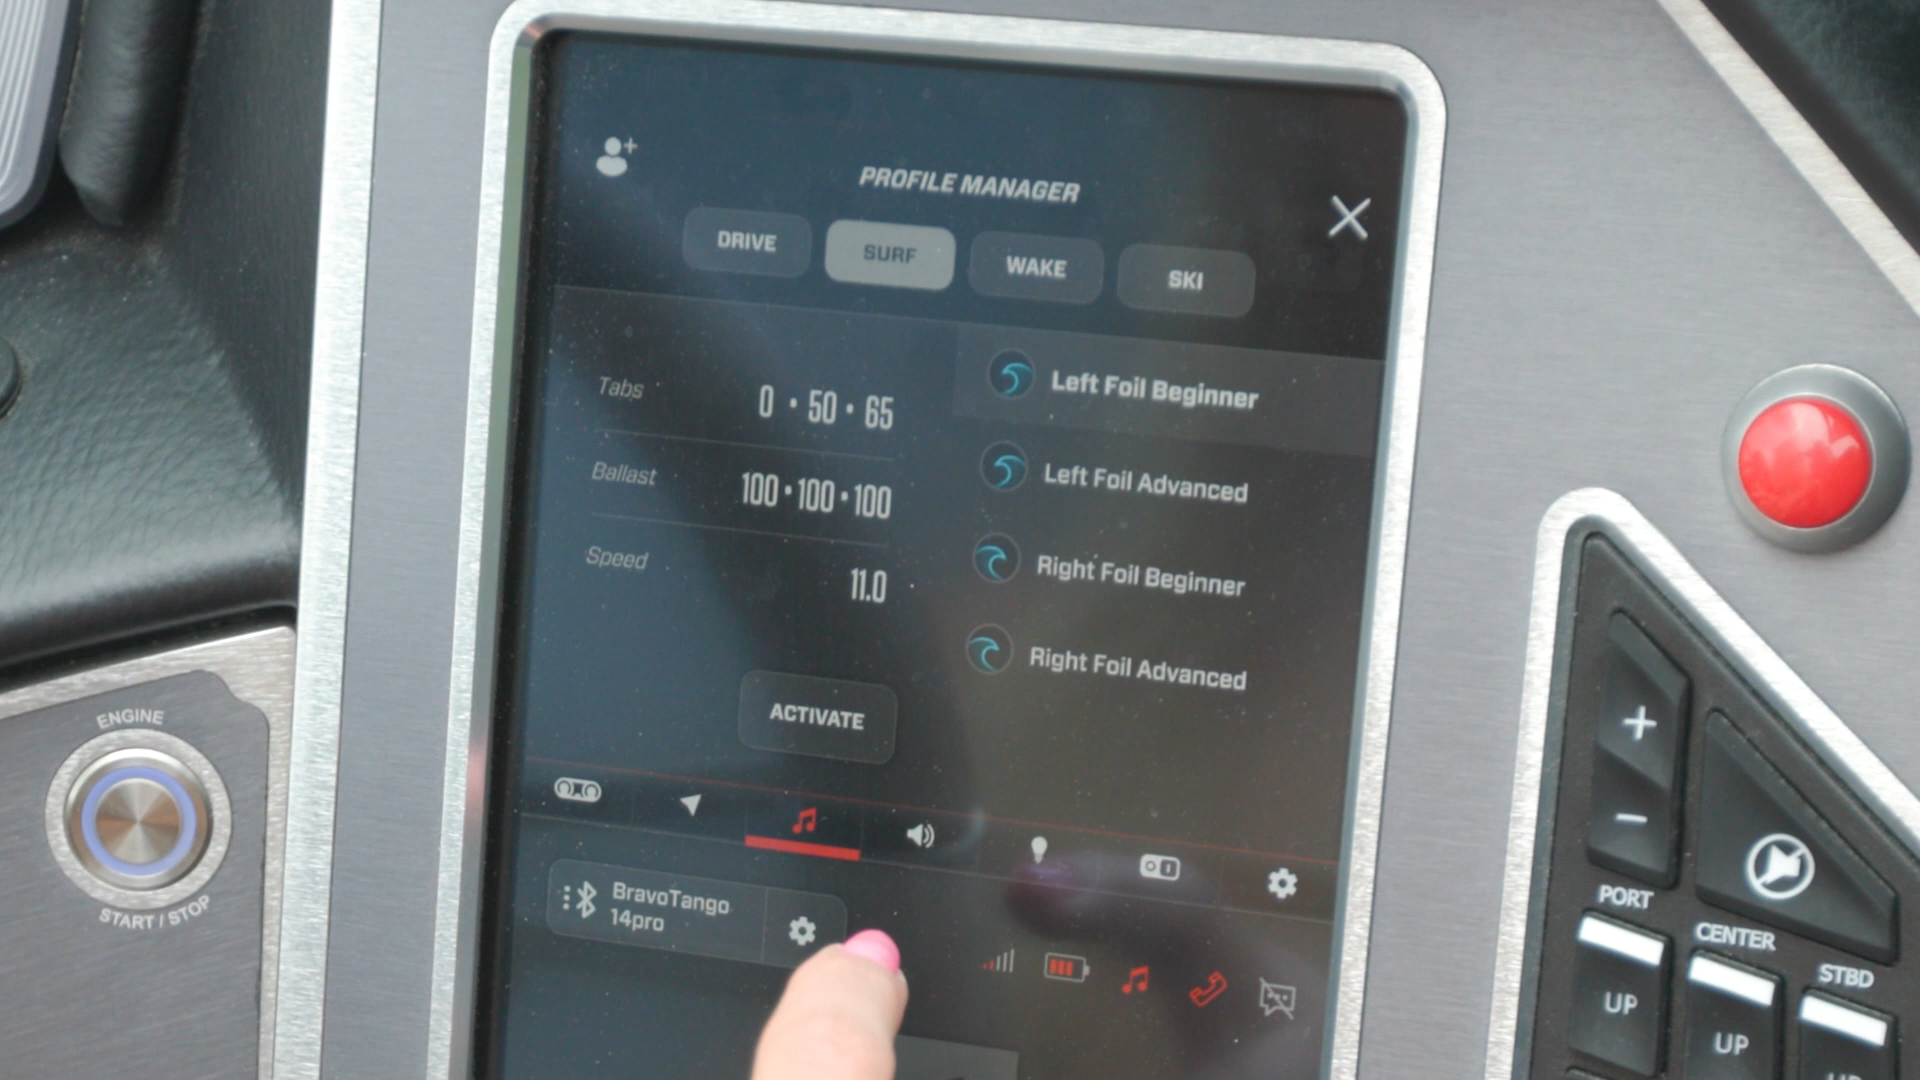 PROFILE MANAGER
DRIVE
SURF
WAKE
SKI
Tabs
0 • 50 • 65
Ballast
100 • 100 • 100
Speed
11.0
ACTIVATE
Left Foil Beginner
Left Foil Advanced
Right Foil Beginner
Right Foil Advanced
BravoTango
14pro
ENGINE
START / STOP
+
−
PORT
CENTER
STBD
UP
UP